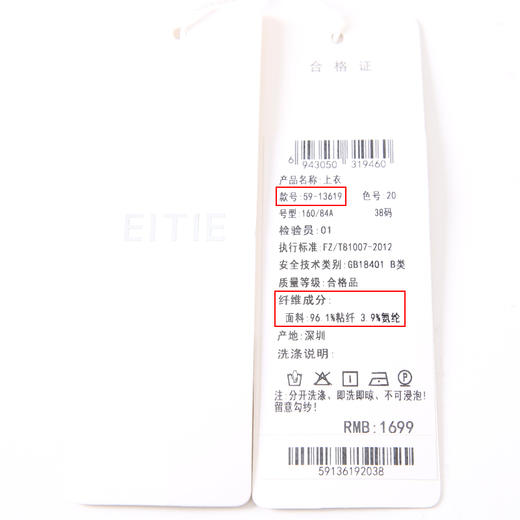 EITIE
合格证
6 943050 319460
产品名称:上衣
款号:59-13619 色号:20
号型:160/84A 38码
检验员:01
执行标准:FZ/T81007-2012
安全技术类别:GB18401 B类
质量等级:合格品
纤维成分:
面料:96.1%粘纤 3.9%氨纶
产地:深圳
洗涤说明:
注:分开洗涤、即洗即晾、不可浸泡!
留意勾纱!
RMB:1699
59136192038